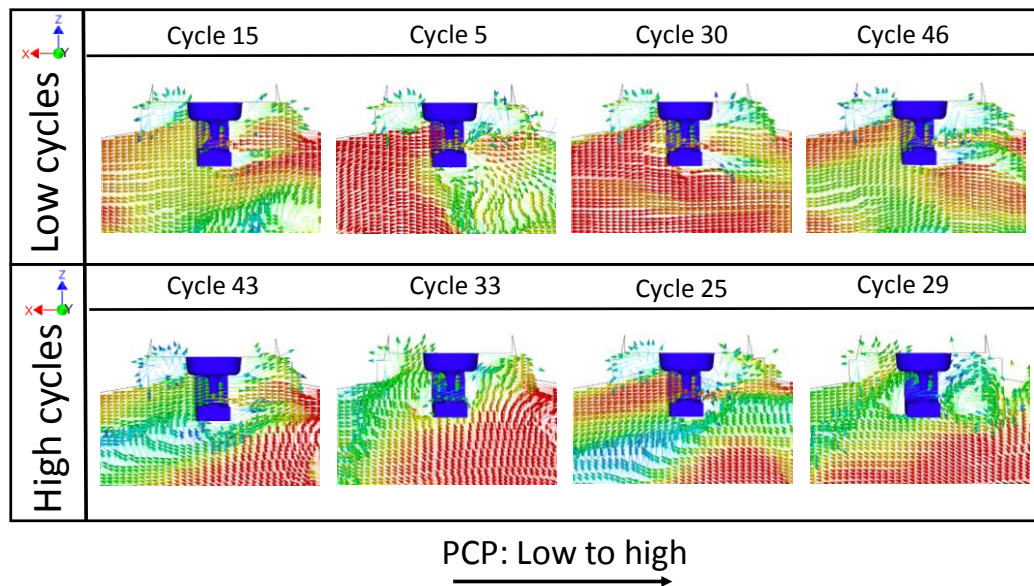 Z
X Y
Low cycles
Cycle 15 Cycle 5 Cycle 30 Cycle 46
Z
X Y
High cycles
Cycle 43 Cycle 33 Cycle 25 Cycle 29
PCP: Low to high